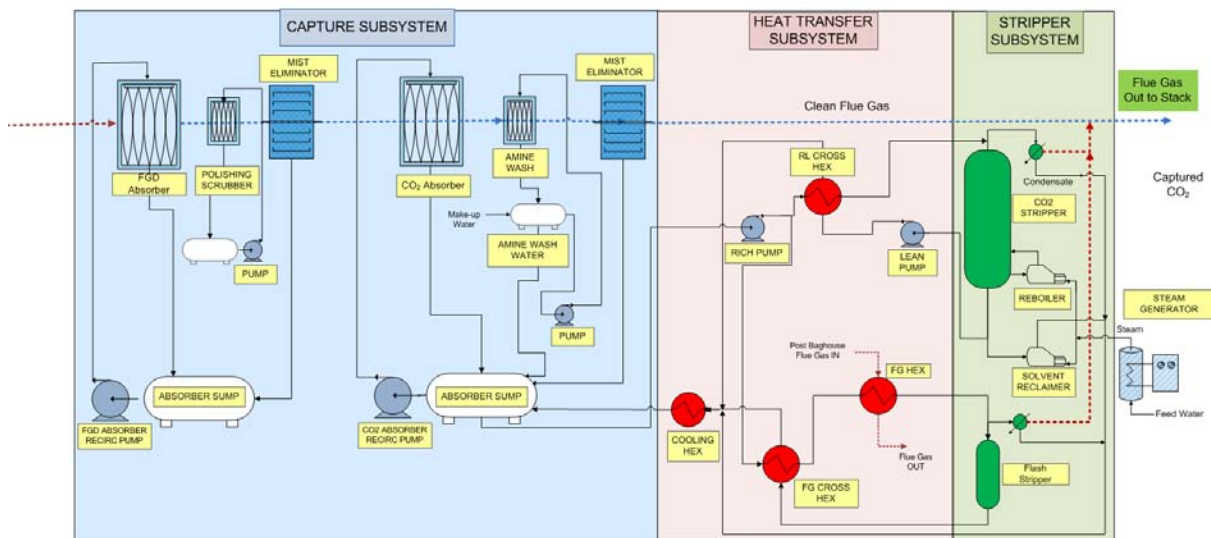 CAPTURE SUBSYSTEM
HEAT TRANSFER
SUBSYSTEM
STRIPPER
SUBSYSTEM
MIST
ELIMINATOR
MIST
ELIMINATOR
Flue Gas
Out to Stack
Clean Flue Gas
FGD
Absorber
POLISHING
SCRUBBER
CO₂ Absorber
AMINE
WASH
RL CROSS
HEX
Condensate
Captured
CO₂
CO2
STRIPPER
Make-up
Water
AMINE WASH
WATER
PUMP
RICH PUMP
LEAN
PUMP
REBOILER
STEAM
GENERATOR
PUMP
Steam
Post Baghouse
Flue Gas IN
FG HEX
SOLVENT
RECLAIMER
ABSORBER SUMP
ABSORBER SUMP
Feed Water
FGD ABSORBER
RECIRC PUMP
CO2 ABSORBER
RECIRC PUMP
COOLING
HEX
Flue Gas
OUT
FG CROSS
HEX
Flash
Stripper